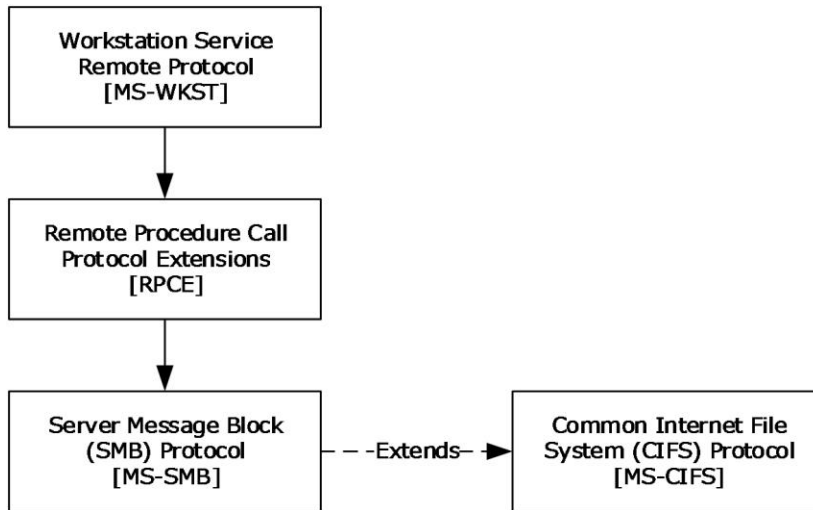 Workstation Service
Remote Protocol
[MS-WKST]
Remote Procedure Call
Protocol Extensions
[RPCE]
Server Message Block
(SMB) Protocol
[MS-SMB]
Extends
Common Internet File
System (CIFS) Protocol
[MS-CIFS]